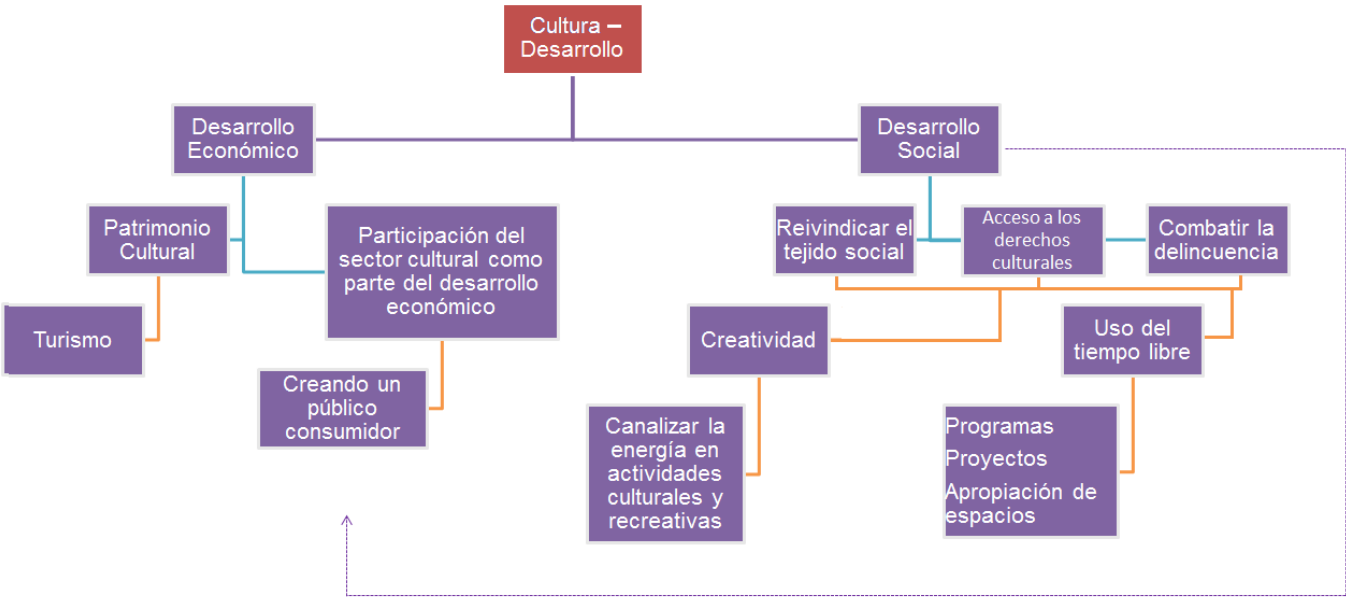 Cultura –
Desarrollo
Desarrollo
Económico
Desarrollo
Social
Patrimonio
Cultural
Participación del
sector cultural como
parte del desarrollo
económico
Reivindicar el
tejido social
Acceso a los
derechos
culturales
Combatir la
delincuencia
Turismo
Creando un
público
consumidor
Creatividad
Uso del
tiempo libre
Canalizar la
energía en
actividades
culturales y
recreativas
Programas
Proyectos
Apropiación de
espacios